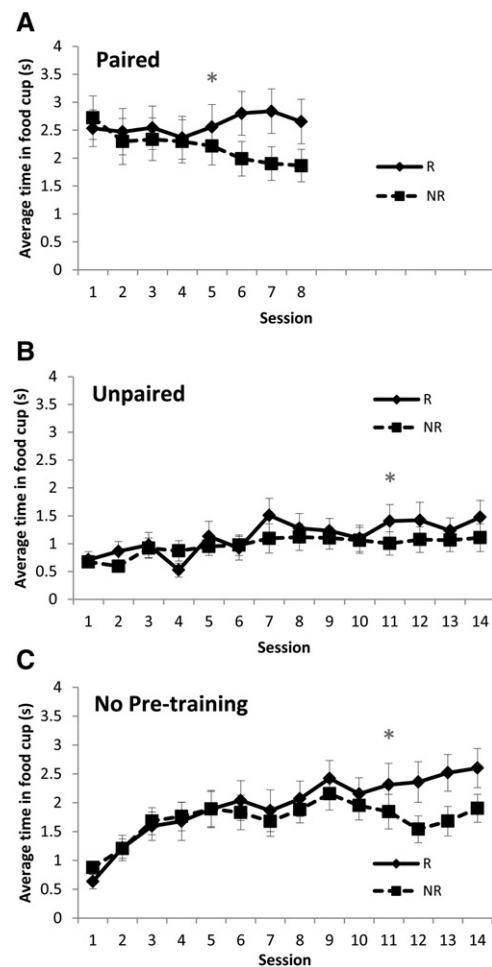 A
Paired
*
Average time in food cup (s)
4
3.5
3
2.5
2
1.5
1
0.5
0
R
NR
1 2 3 4 5 6 7 8
Session
B
Unpaired
*
Average time in food cup (s)
4
3.5
3
2.5
2
1.5
1
0.5
0
R
NR
1 2 3 4 5 6 7 8 9 10 11 12 13 14
Session
C
No Pre-training
*
Average time in food cup (s)
4
3.5
3
2.5
2
1.5
1
0.5
0
R
NR
1 2 3 4 5 6 7 8 9 10 11 12 13 14
Session